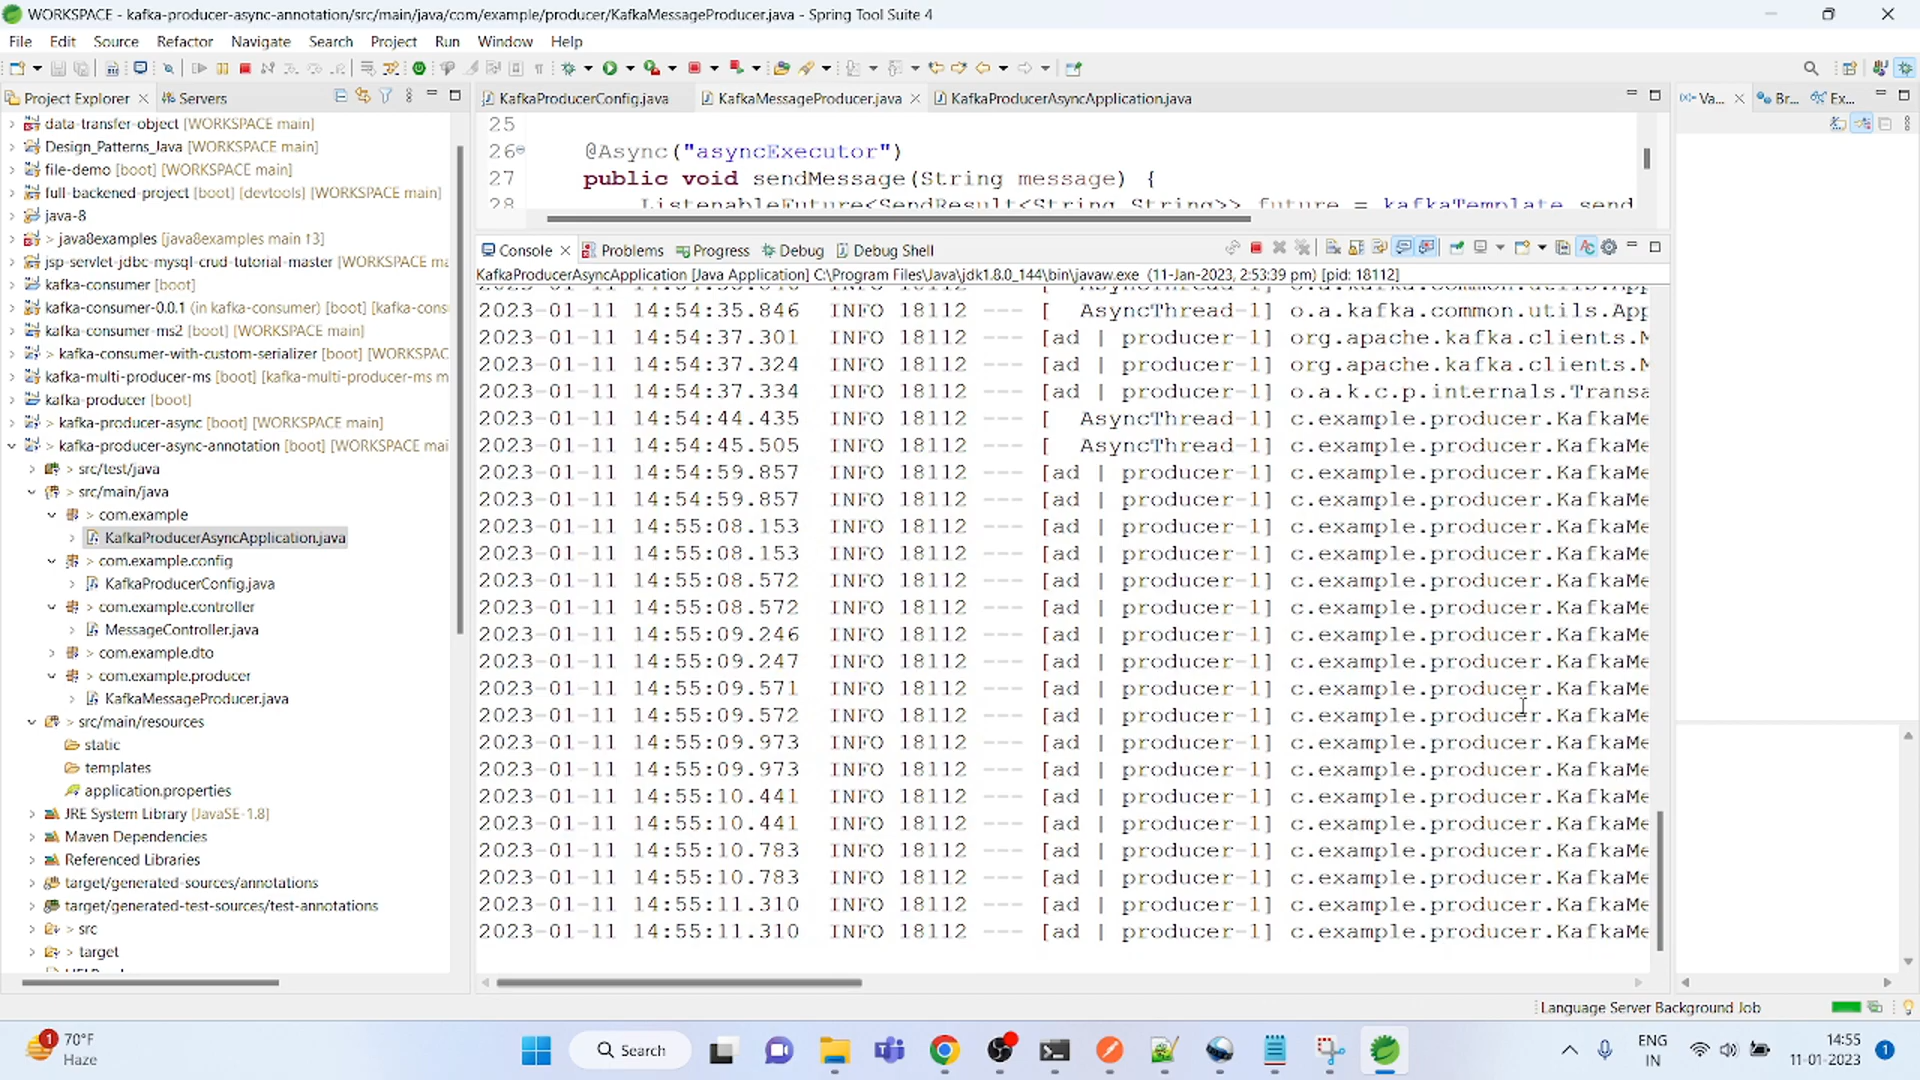 WORKSPACE - kafka-producer-async-annotation/src/main/java/com/example/producer/KafkaMessageProducer.java - Spring Tool Suite 4
File Edit Source Refactor Navigate Search Project Run Window Help
Project Explorer Servers
data-transfer-object [WORKSPACE main]
Design_Patterns_Java [WORKSPACE main]
file-demo [boot] [WORKSPACE main]
full-backened-project [boot] [devtools] [WORKSPACE main]
java-8
> java8examples [java8examples main ↑3]
jsp-servlet-jdbc-mysql-crud-tutorial-master [WORKSPACE ma
kafka-consumer [boot]
kafka-consumer-0.0.1 (in kafka-consumer) [boot] [kafka-cons
kafka-consumer-ms2 [boot] [WORKSPACE main]
> kafka-consumer-with-custom-serializer [boot] [WORKSPAC
kafka-multi-producer-ms [boot] [kafka-multi-producer-ms m
kafka-producer [boot]
> kafka-producer-async [boot] [WORKSPACE main]
> kafka-producer-async-annotation [boot] [WORKSPACE mai
> src/test/java
> src/main/java
> com.example
KafkaProducerAsyncApplication.java
> com.example.config
> KafkaProducerConfig.java
> com.example.controller
> MessageController.java
> com.example.dto
> com.example.producer
> KafkaMessageProducer.java
> src/main/resources
static
templates
application.properties
JRE System Library [JavaSE-1.8]
Maven Dependencies
Referenced Libraries
target/generated-sources/annotations
target/generated-test-sources/test-annotations
> src
> target
KafkaProducerConfig.java KafkaMessageProducer.java KafkaProducerAsyncApplication.java
25
26 @Async("asyncExecutor")
27 public void sendMessage(String message) {
28 ListenableFuture<SendResult<String, String>> future = kafkaTemplate.send
Console Problems Progress Debug Debug Shell
KafkaProducerAsyncApplication [Java Application] C:\Program Files\Java\jdk1.8.0_144\bin\javaw.exe (11-Jan-2023, 2:53:39 pm) [pid: 18112]
2023-01-11 14:54:35.846 INFO 18112 --- [ AsyncThread-1] o.a.kafka.common.utils.App
2023-01-11 14:54:37.301 INFO 18112 --- [ad | producer-1] org.apache.kafka.clients.M
2023-01-11 14:54:37.324 INFO 18112 --- [ad | producer-1] org.apache.kafka.clients.M
2023-01-11 14:54:37.334 INFO 18112 --- [ad | producer-1] o.a.k.c.p.internals.Transa
2023-01-11 14:54:44.435 INFO 18112 --- [ AsyncThread-1] c.example.producer.KafkaMe
2023-01-11 14:54:45.505 INFO 18112 --- [ AsyncThread-1] c.example.producer.KafkaMe
2023-01-11 14:54:59.857 INFO 18112 --- [ad | producer-1] c.example.producer.KafkaMe
2023-01-11 14:54:59.857 INFO 18112 --- [ad | producer-1] c.example.producer.KafkaMe
2023-01-11 14:55:08.153 INFO 18112 --- [ad | producer-1] c.example.producer.KafkaMe
2023-01-11 14:55:08.153 INFO 18112 --- [ad | producer-1] c.example.producer.KafkaMe
2023-01-11 14:55:08.572 INFO 18112 --- [ad | producer-1] c.example.producer.KafkaMe
2023-01-11 14:55:08.572 INFO 18112 --- [ad | producer-1] c.example.producer.KafkaMe
2023-01-11 14:55:09.246 INFO 18112 --- [ad | producer-1] c.example.producer.KafkaMe
2023-01-11 14:55:09.247 INFO 18112 --- [ad | producer-1] c.example.producer.KafkaMe
2023-01-11 14:55:09.571 INFO 18112 --- [ad | producer-1] c.example.producer.KafkaMe
2023-01-11 14:55:09.572 INFO 18112 --- [ad | producer-1] c.example.producer.KafkaMe
2023-01-11 14:55:09.973 INFO 18112 --- [ad | producer-1] c.example.producer.KafkaMe
2023-01-11 14:55:09.973 INFO 18112 --- [ad | producer-1] c.example.producer.KafkaMe
2023-01-11 14:55:10.441 INFO 18112 --- [ad | producer-1] c.example.producer.KafkaMe
2023-01-11 14:55:10.441 INFO 18112 --- [ad | producer-1] c.example.producer.KafkaMe
2023-01-11 14:55:10.783 INFO 18112 --- [ad | producer-1] c.example.producer.KafkaMe
2023-01-11 14:55:10.783 INFO 18112 --- [ad | producer-1] c.example.producer.KafkaMe
2023-01-11 14:55:11.310 INFO 18112 --- [ad | producer-1] c.example.producer.KafkaMe
2023-01-11 14:55:11.310 INFO 18112 --- [ad | producer-1] c.example.producer.KafkaMe
Va... Br... Ex...
Language Server Background Job
1 70°F
Haze
Search
ENG
IN
14:55
11-01-2023
1